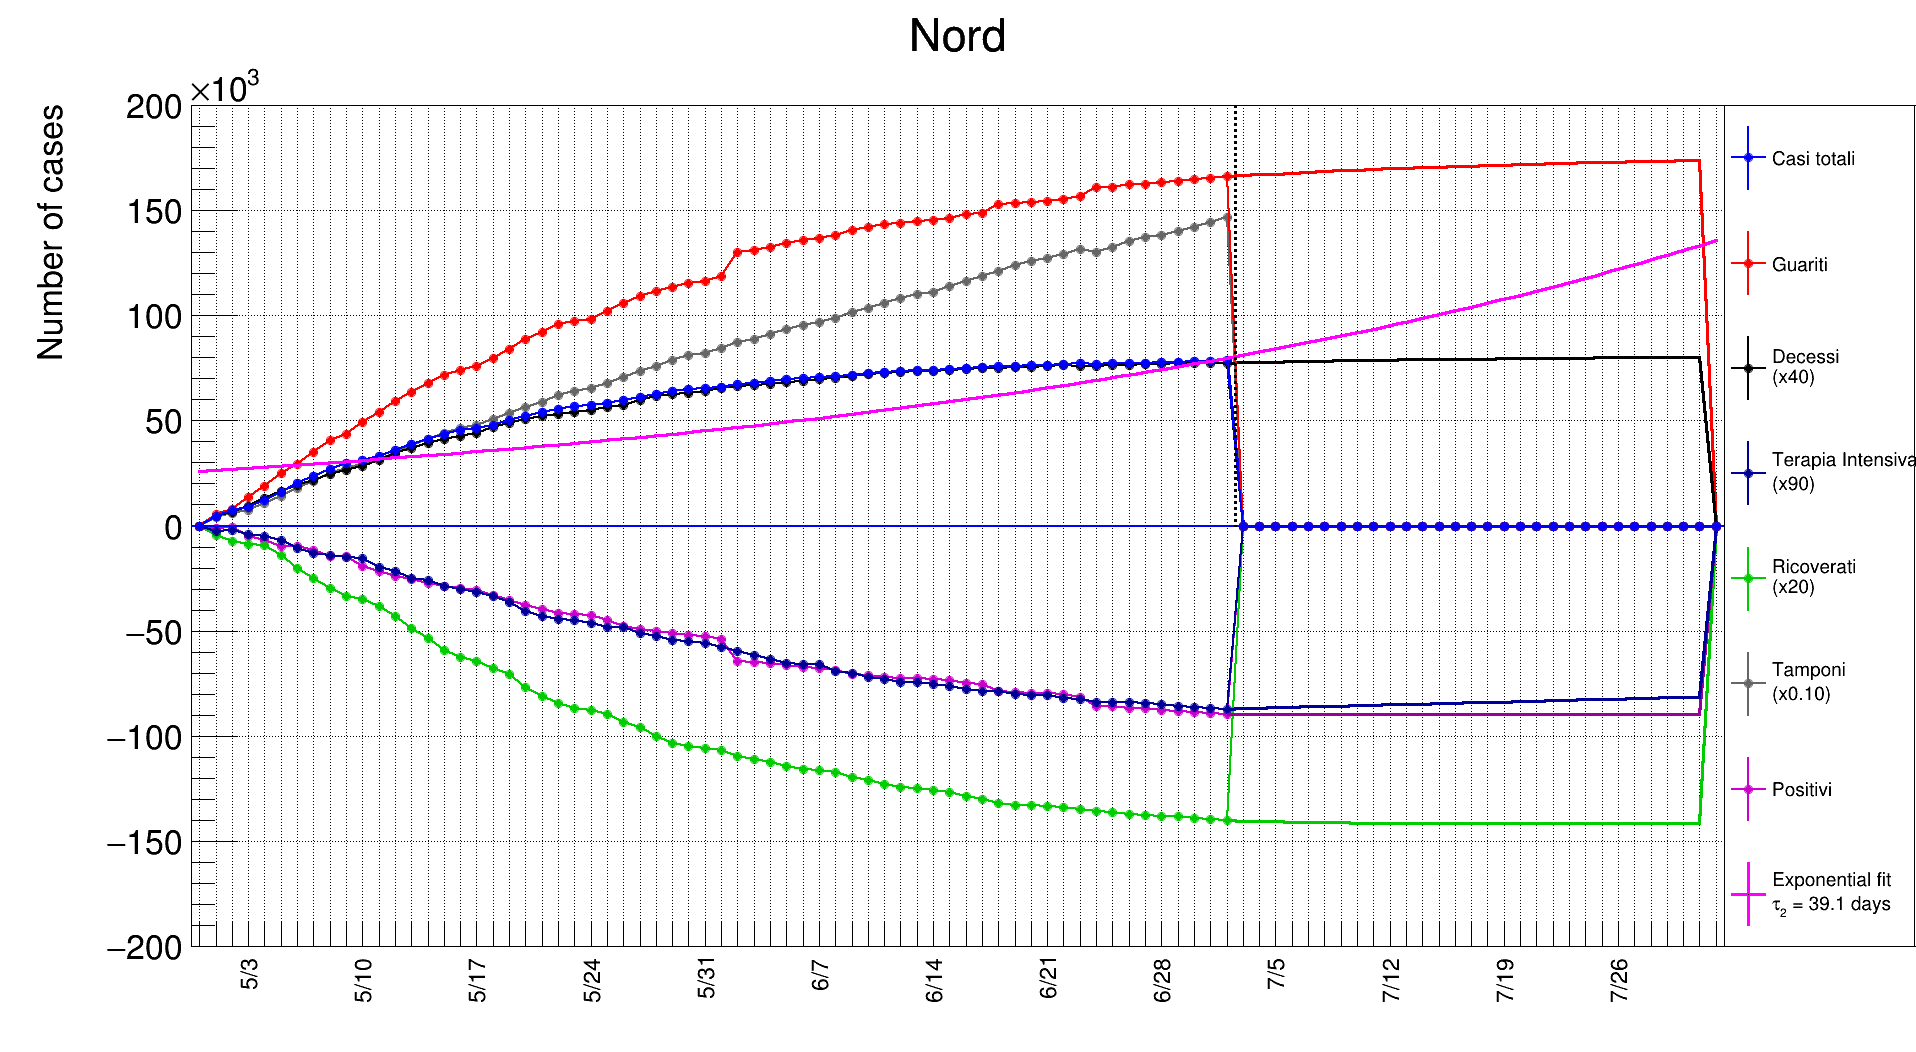 Nord
×10³
Number of cases
200
150
100
50
0
−50
−100
−150
−200
5/3
5/10
5/17
5/24
5/31
6/7
6/14
6/21
6/28
7/5
7/12
7/19
7/26
Casi totali
Guariti
Decessi
(x40)
Terapia Intensiva
(x90)
Ricoverati
(x20)
Tamponi
(x0.10)
Positivi
Exponential fit
τ₂ = 39.1 days